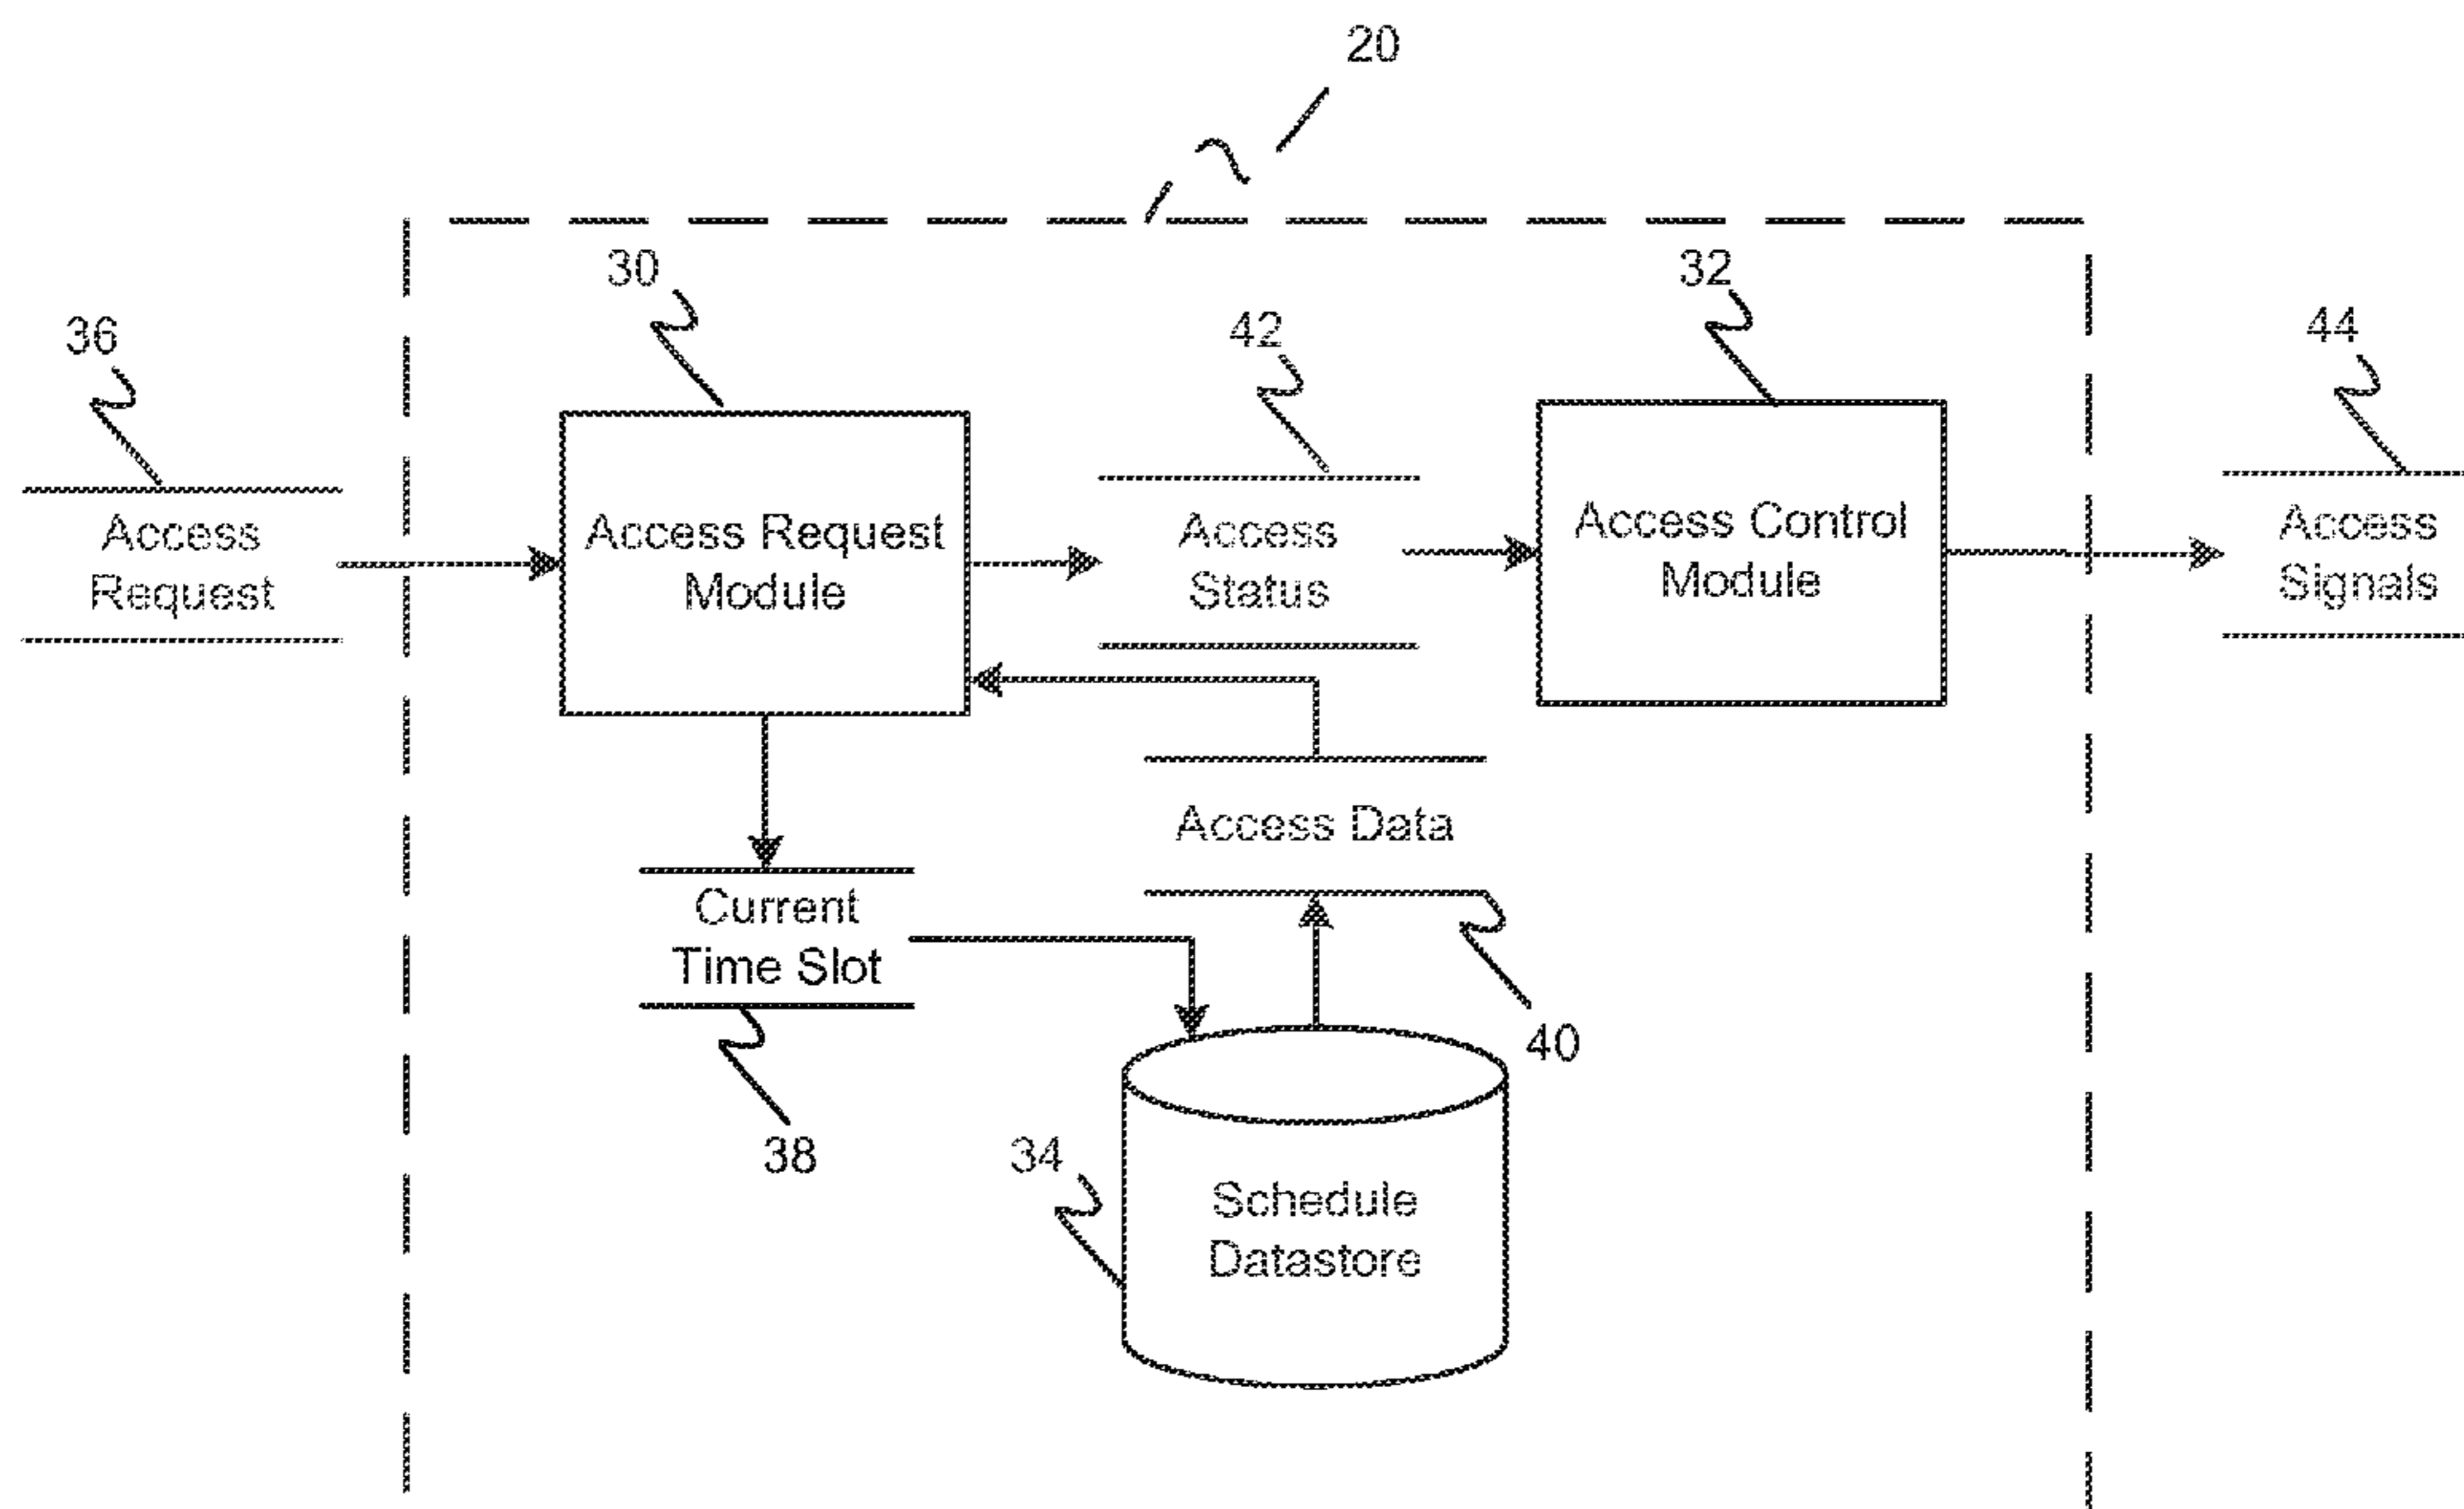 20
30
32
36
42
44
Access
Request
Access Request
Module
Access
Status
Access Control
Module
Access
Signals
Access Data
Current
Time Slot
40
38
34
Schedule
Datastore